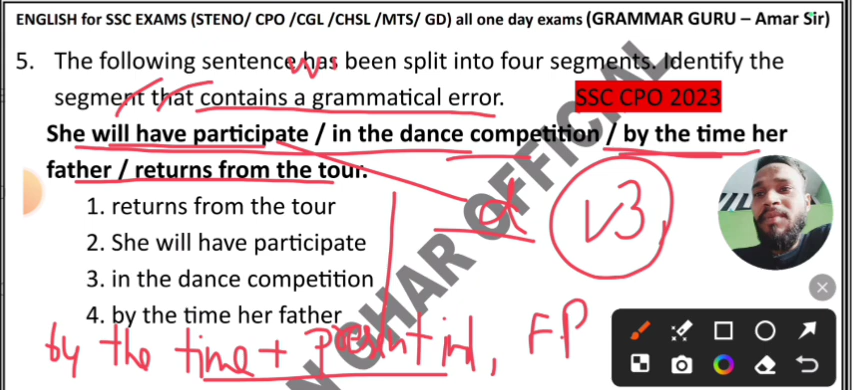 ENGLISH for SSC EXAMS (STENO/ CPO /CGL /CHSL /MTS/ GD) all one day exams (GRAMMAR GURU – Amar Sir)
5. The following sentence has been split into four segments. Identify the
segment that contains a grammatical error. SSC CPO 2023
She will have participate / in the dance competition / by the time her
father / returns from the tour.
1. returns from the tour
2. She will have participate
3. in the dance competition
4. by the time her father
d
V3
by the time + present ind, FP
GHAR OFFICIAL